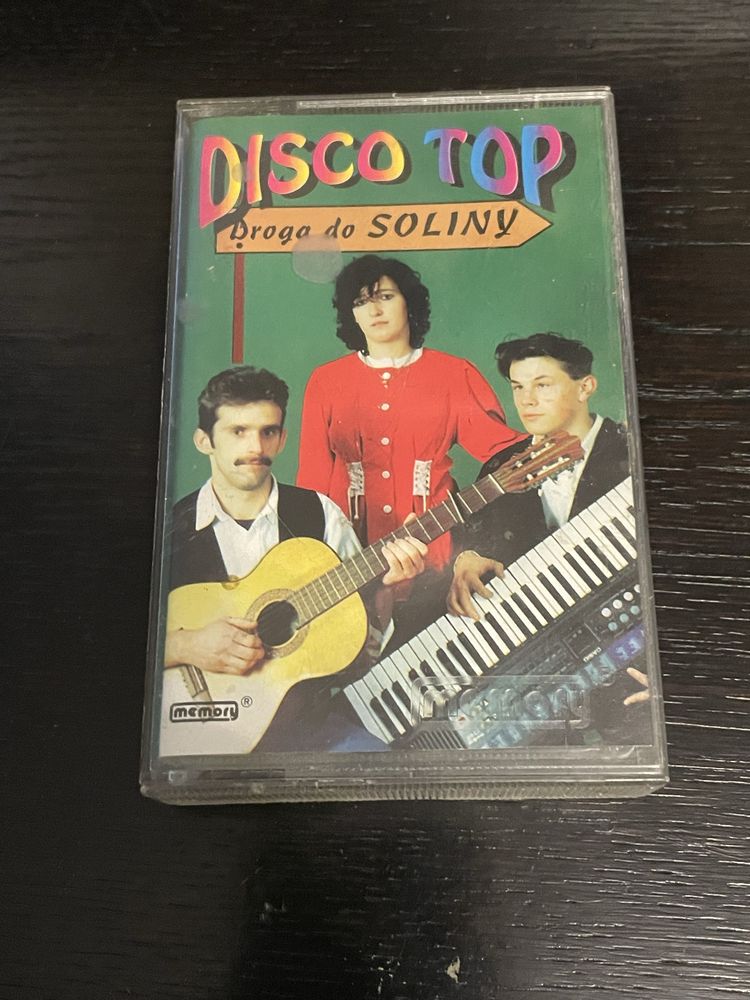 DISCO TOP
Droga do SOLINY
memory®
memory